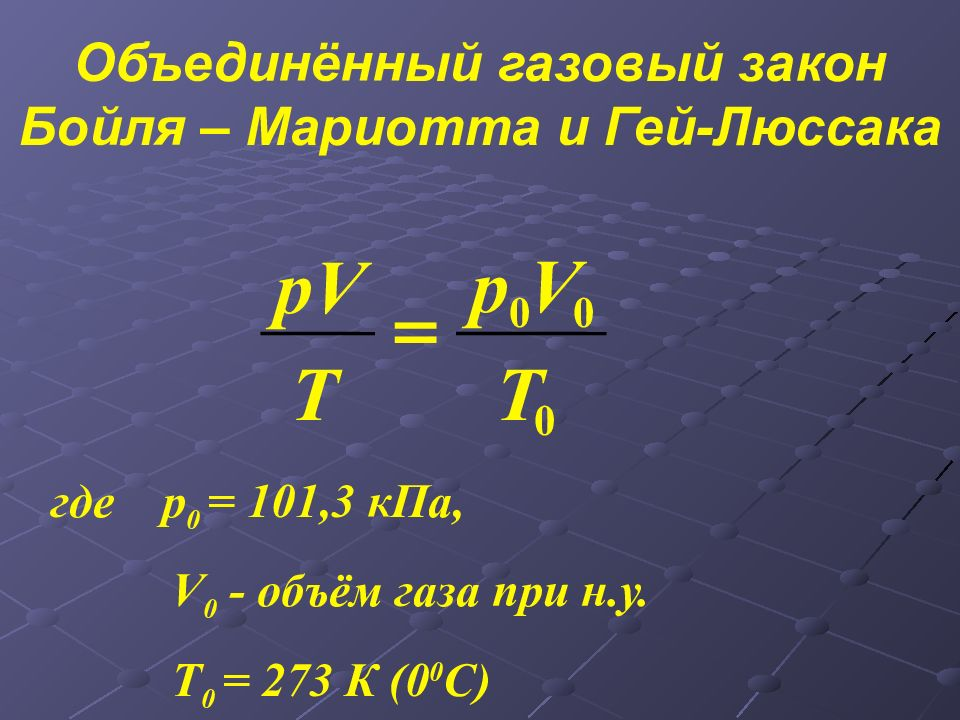 Объединённый газовый закон
Бойля – Мариотта и Гей-Люссака
pV / T = p₀V₀ / T₀
где p₀ = 101,3 кПа,
V₀ - объём газа при н.у.
T₀ = 273 К (0⁰С)